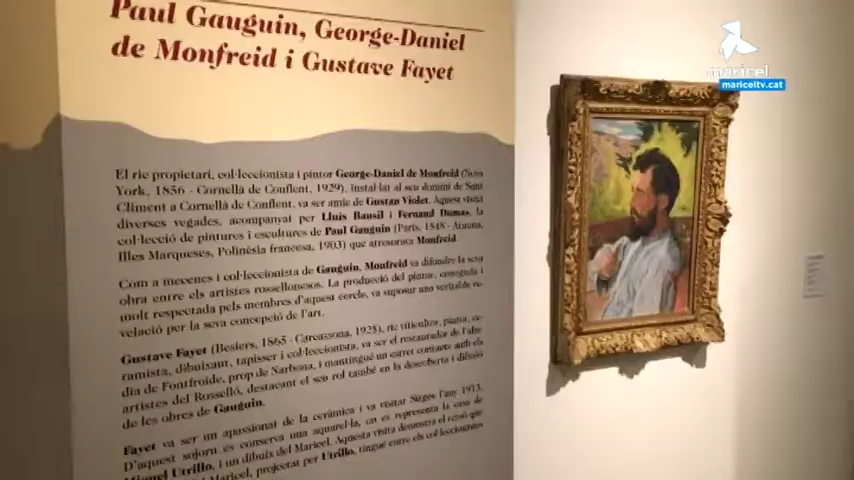 Paul Gauguin, George-Daniel
de Monfreid i Gustave Fayet
maricel
mariceltv.cat
El ric propietari, col·leccionista i pintor George-Daniel de Monfreid (Nova
York, 1856 - Cornellà de Conflent, 1929), instal·lat al seu domini de Sant
Climent a Cornellà de Conflent, va ser amic de Gustau Violet. Aquest visità
diverses vegades, acompanyat per Lluís Bausil i Fernand Dumas, la
col·lecció de pintures i escultures de Paul Gauguin (París, 1848 - Atuona,
Illes Marqueses, Polinèsia francesa, 1903) que atresorava Monfreid.
Com a mecenes i col·leccionista de Gauguin, Monfreid va difondre la seva
obra entre els artistes rossellonesos. La producció del pintor, coneguda i
molt respectada pels membres d'aquest cercle, va suposar una veritable re-
velació per la seva concepció de l'art.
Gustave Fayet (Besiers, 1865 - Carcassona, 1925), ric viticultor, pintor, ce-
ramista, dibuixant, tapisser i col·leccionista, va ser el restaurador de l'aba-
dia de Fontfroide, prop de Narbona, i mantingué un estret contacte amb els
artistes del Rosselló, destacant el seu rol també en la descoberta i difusió
de les obres de Gauguin.
Fayet va ser un apassionat de la ceràmica i va visitar Sitges l'any 1913.
D'aquest sojorn es conserva una aquarel·la, on es representa la casa de
Miquel Utrillo, i un dibuix del Maricel. Aquesta visita demostra el ressò que
Maricel, projectat per Utrillo, tingué entre els col·leccionistes